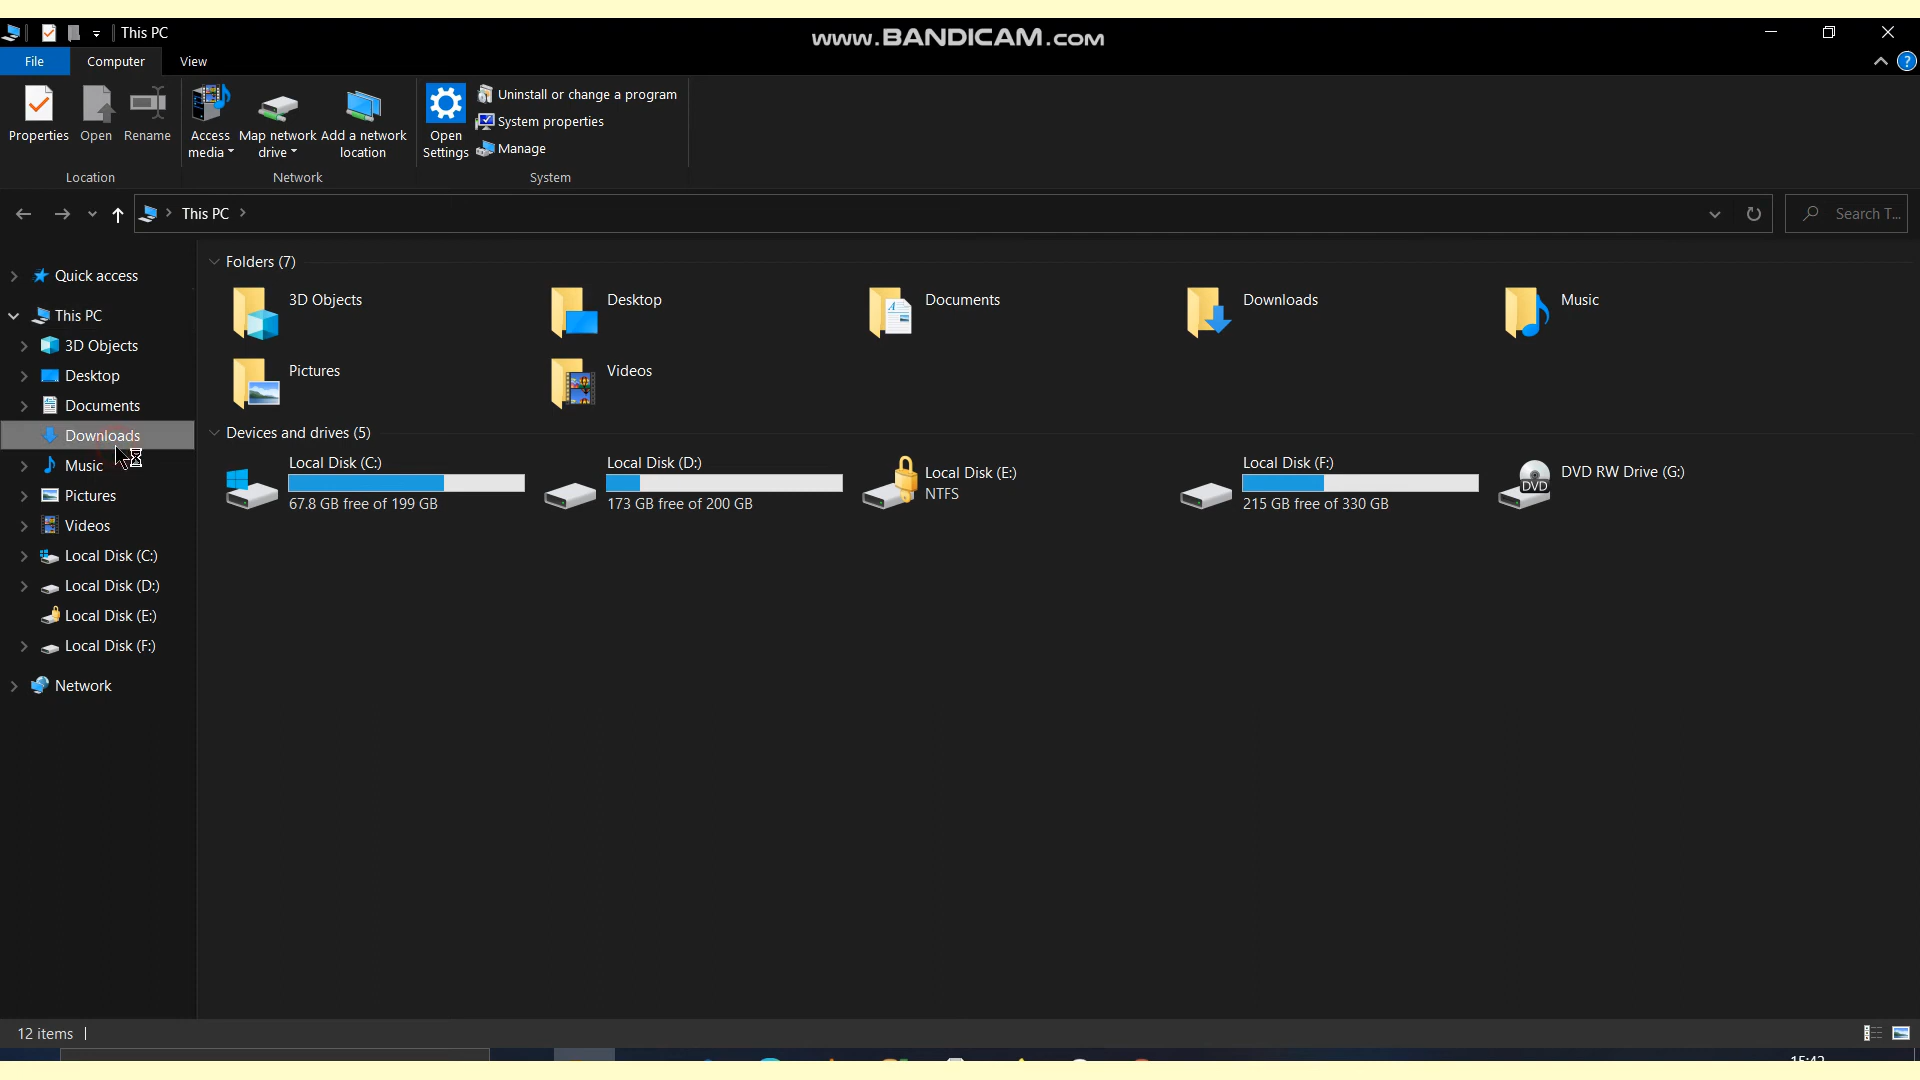 This PC
www.BANDICAM.com
File
Computer
View
Properties
Open
Rename
Access media
Map network drive
Add a network location
Open Settings
Uninstall or change a program
System properties
Manage
Location
Network
System
This PC
Search T...
Quick access
This PC
3D Objects
Desktop
Documents
Downloads
Music
Pictures
Videos
Local Disk (C:)
Local Disk (D:)
Local Disk (E:)
Local Disk (F:)
Network
Folders (7)
3D Objects
Desktop
Documents
Downloads
Music
Pictures
Videos
Devices and drives (5)
Local Disk (C:)
67.8 GB free of 199 GB
Local Disk (D:)
173 GB free of 200 GB
Local Disk (E:)
NTFS
Local Disk (F:)
215 GB free of 330 GB
DVD RW Drive (G:)
DVD
12 items